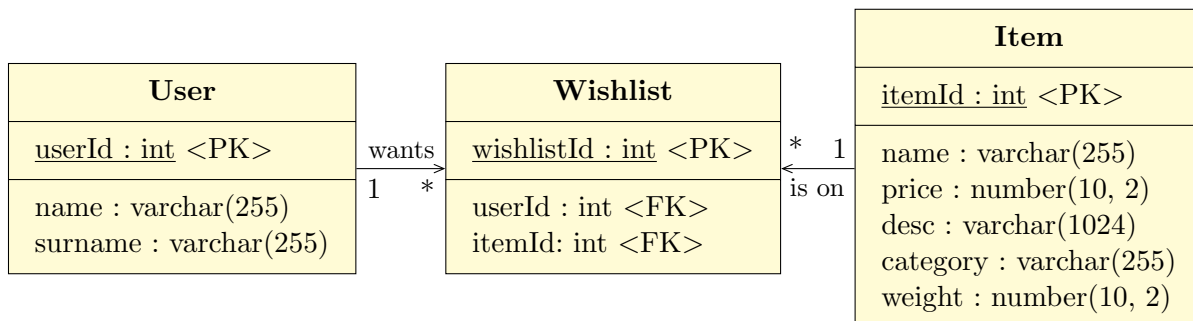 User
userId : int <PK>
name : varchar(255)
surname : varchar(255)
wants
1 *
Wishlist
wishlistId : int <PK>
userId : int <FK>
itemId: int <FK>
* 1
is on
Item
itemId : int <PK>
name : varchar(255)
price : number(10, 2)
desc : varchar(1024)
category : varchar(255)
weight : number(10, 2)